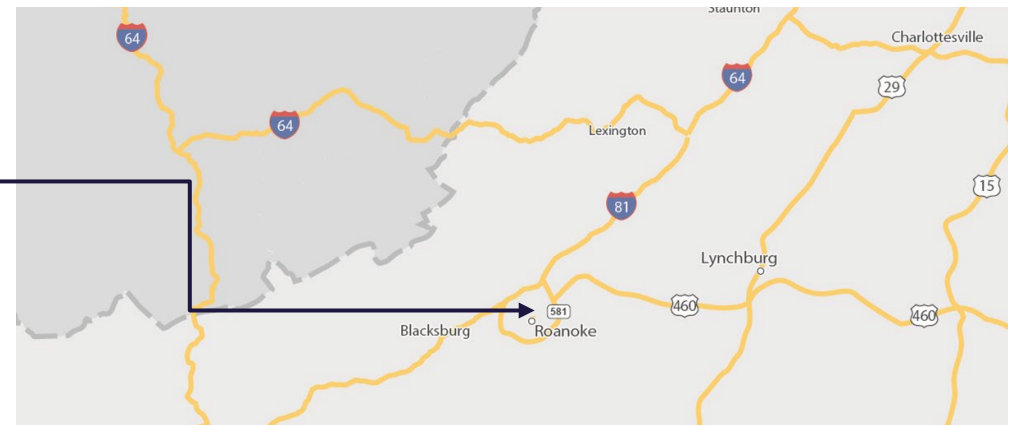 Staunton
64
Charlottesville
64
29
64
Lexington
15
81
Lynchburg
460
581
460
Blacksburg
Roanoke